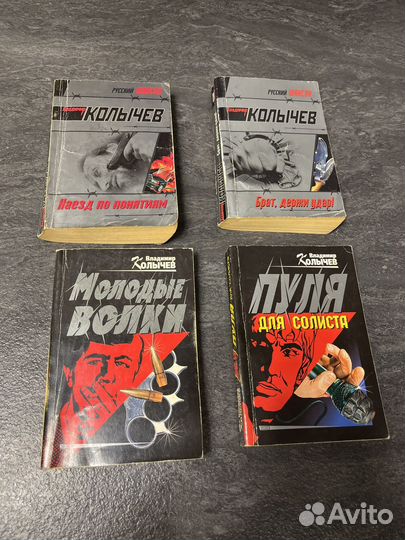 РУССКИЙ
КОЛЫЧЕВ
Наезд по понятиям
РУССКИЙ
КОЛЫЧЕВ
Брат, держи удар!
Владимир
КОЛЫЧЕВ
МОЛОДЫЕ
ВОЛКИ
Владимир
КОЛЫЧЕВ
ПУЛЯ
ДЛЯ СОЛИСТА
Avito